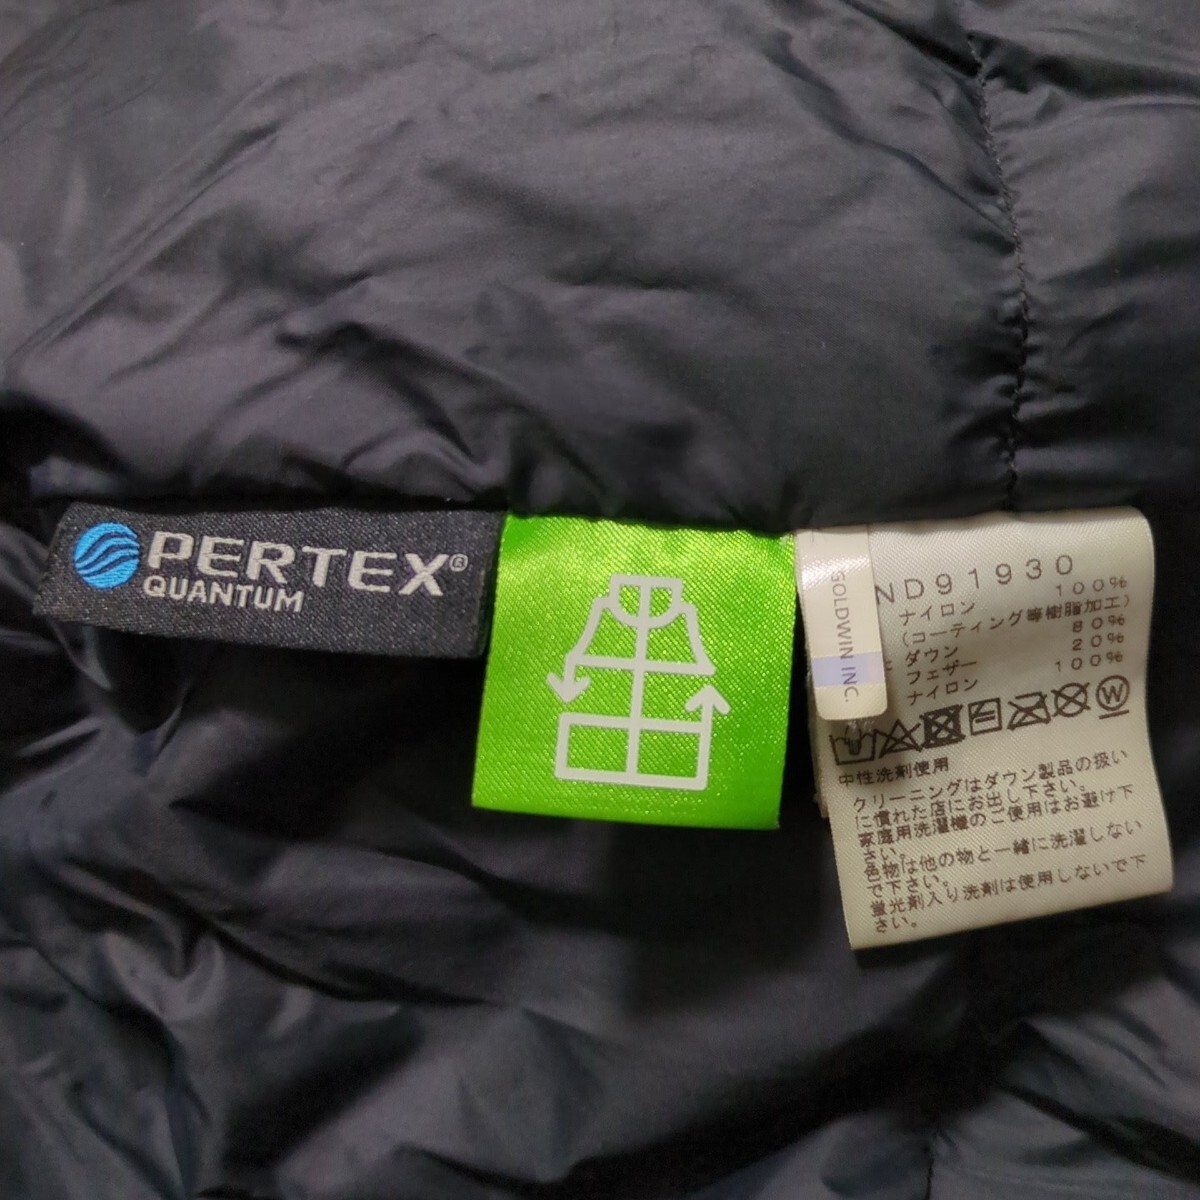 PERTEX®
QUANTUM
GOLDWIN INC.
ND91930
ナイロン 100%
(コーティング等樹脂加工)
ダウン 80%
フェザー 20%
ナイロン 100%
W
中性洗剤使用
クリーニングはダウン製品の扱い
に慣れた店にお出し下さい。
家庭用洗濯機のご使用はお避け下
さい。
色物は他の物と一緒に洗濯しない
で下さい。
蛍光剤入り洗剤は使用しないで下
さい。